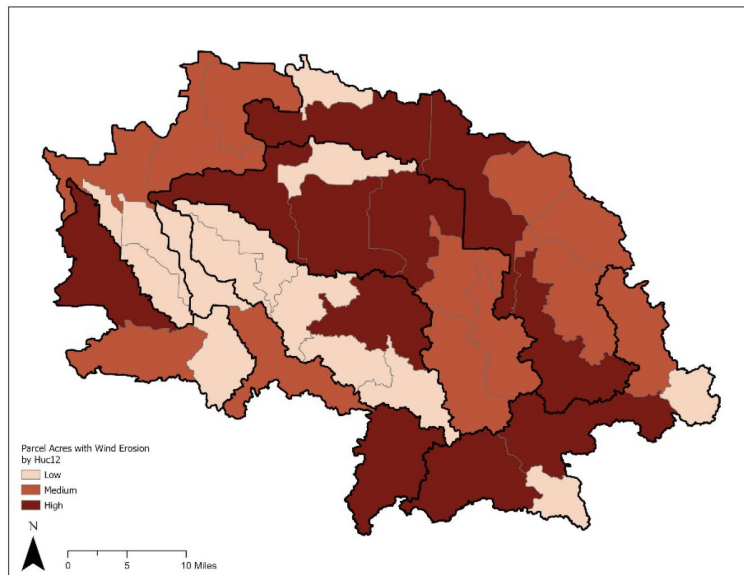 Parcel Acres with Wind Erosion
by Huc12
Low
Medium
High
N
0 5 10 Miles